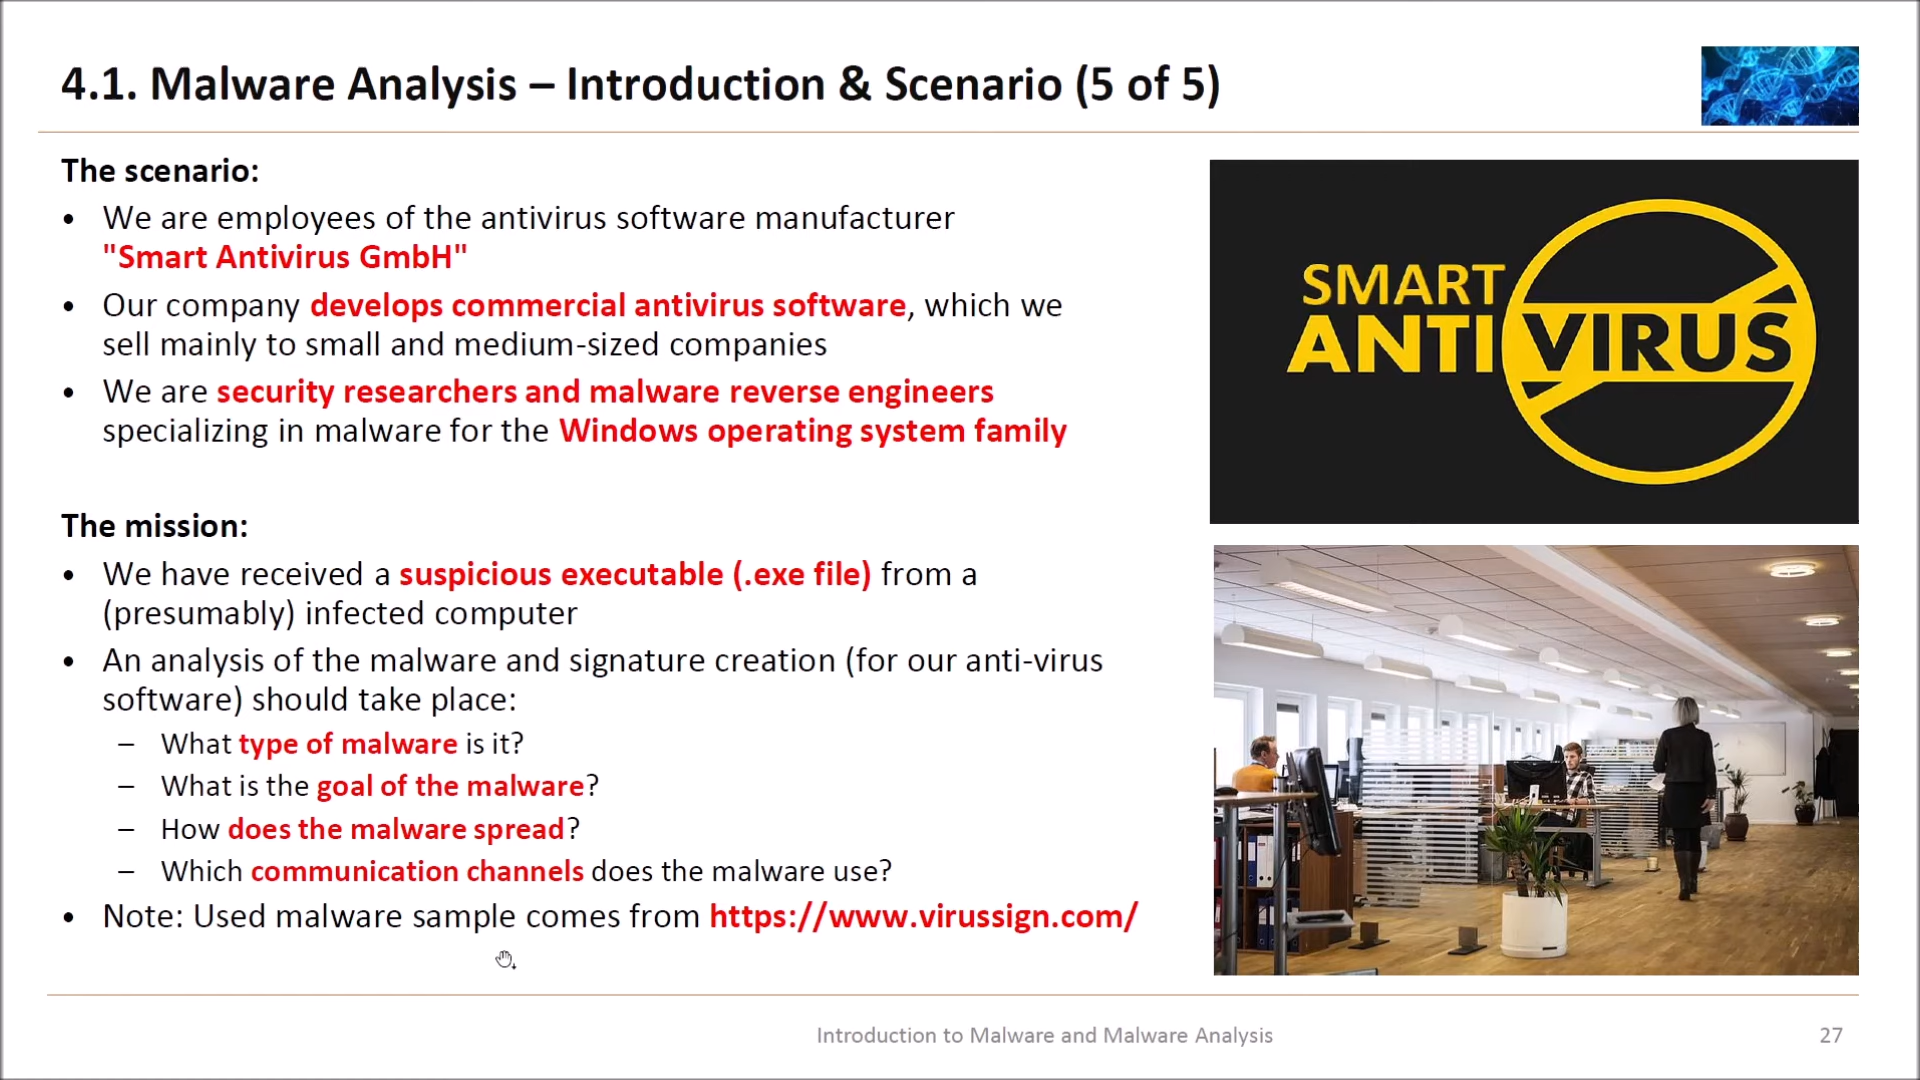 4.1. Malware Analysis – Introduction & Scenario (5 of 5)
The scenario:
• We are employees of the antivirus software manufacturer
"Smart Antivirus GmbH"
• Our company develops commercial antivirus software, which we
sell mainly to small and medium-sized companies
• We are security researchers and malware reverse engineers
specializing in malware for the Windows operating system family
The mission:
• We have received a suspicious executable (.exe file) from a
(presumably) infected computer
• An analysis of the malware and signature creation (for our anti-virus
software) should take place:
– What type of malware is it?
– What is the goal of the malware?
– How does the malware spread?
– Which communication channels does the malware use?
• Note: Used malware sample comes from https://www.virussign.com/
SMART
ANTIVIRUS
Introduction to Malware and Malware Analysis
27